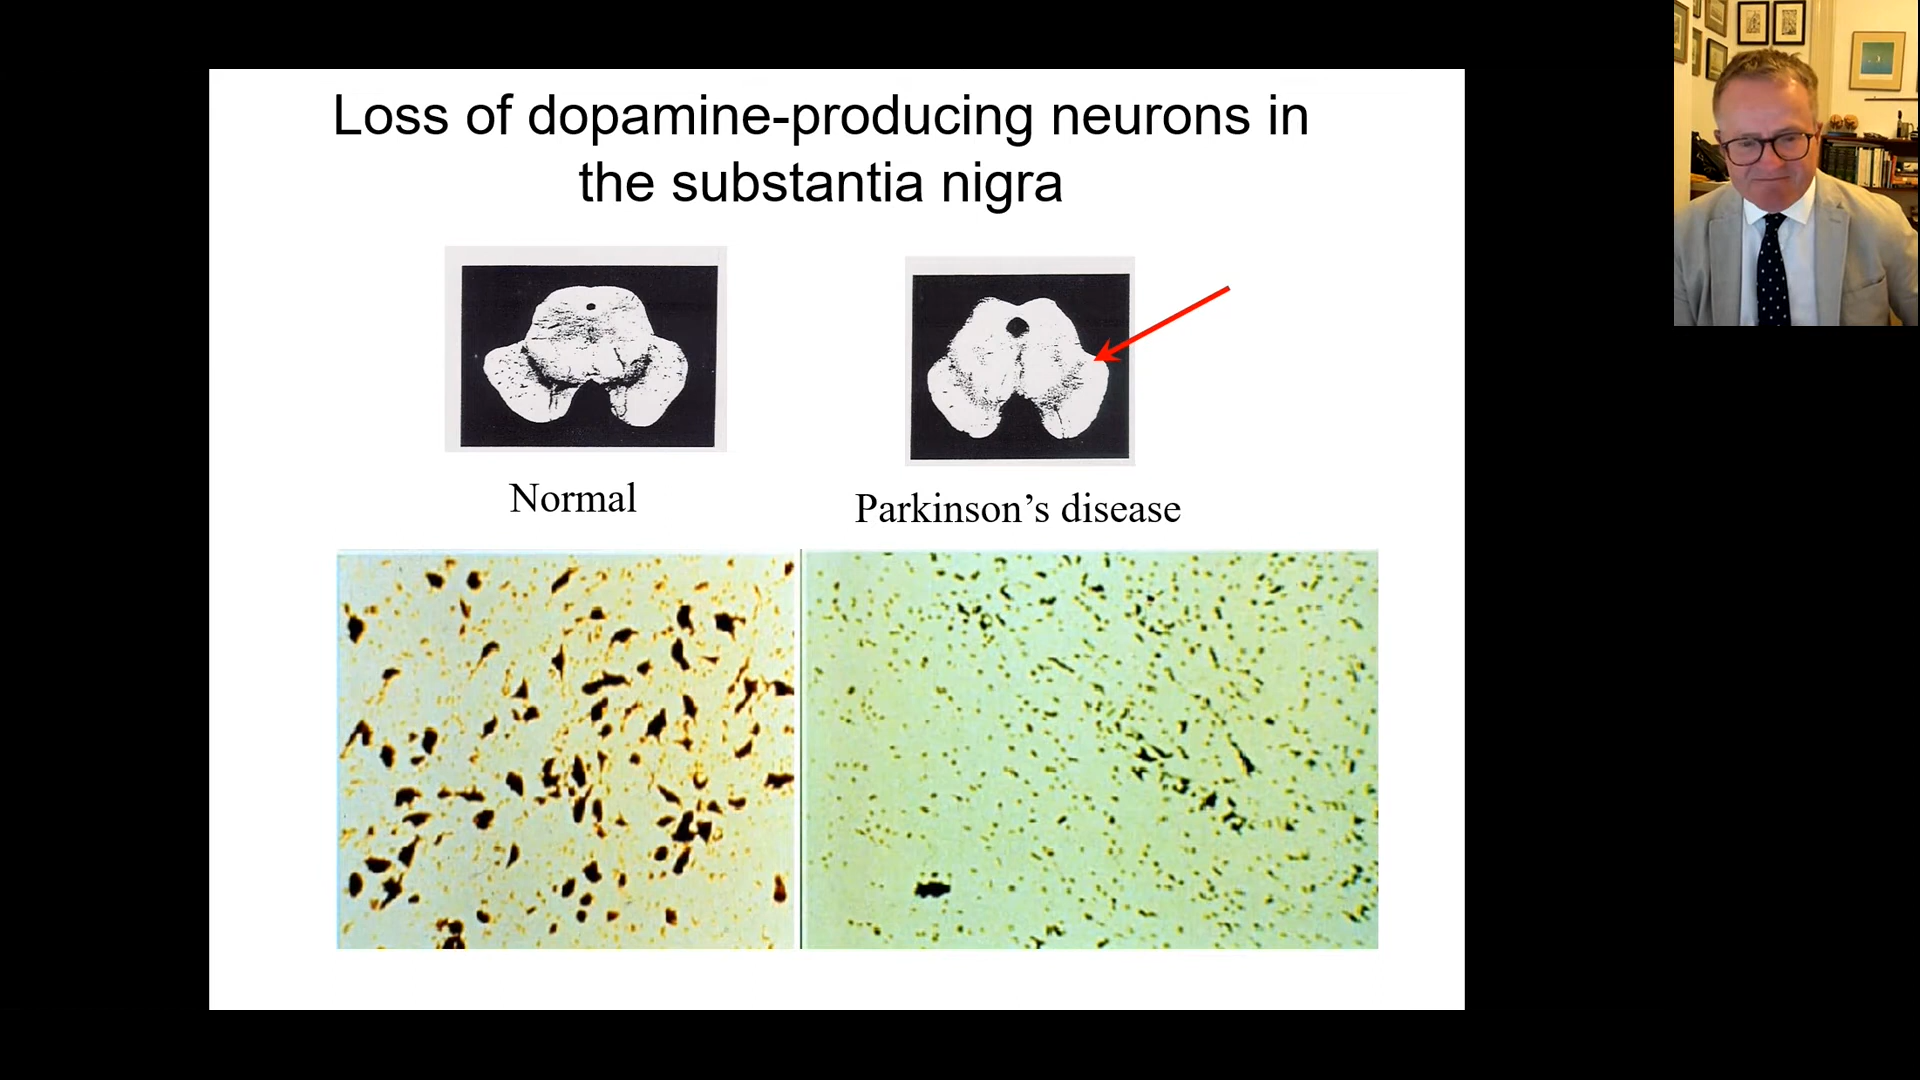 Loss of dopamine-producing neurons in
the substantia nigra
Normal
Parkinson’s disease